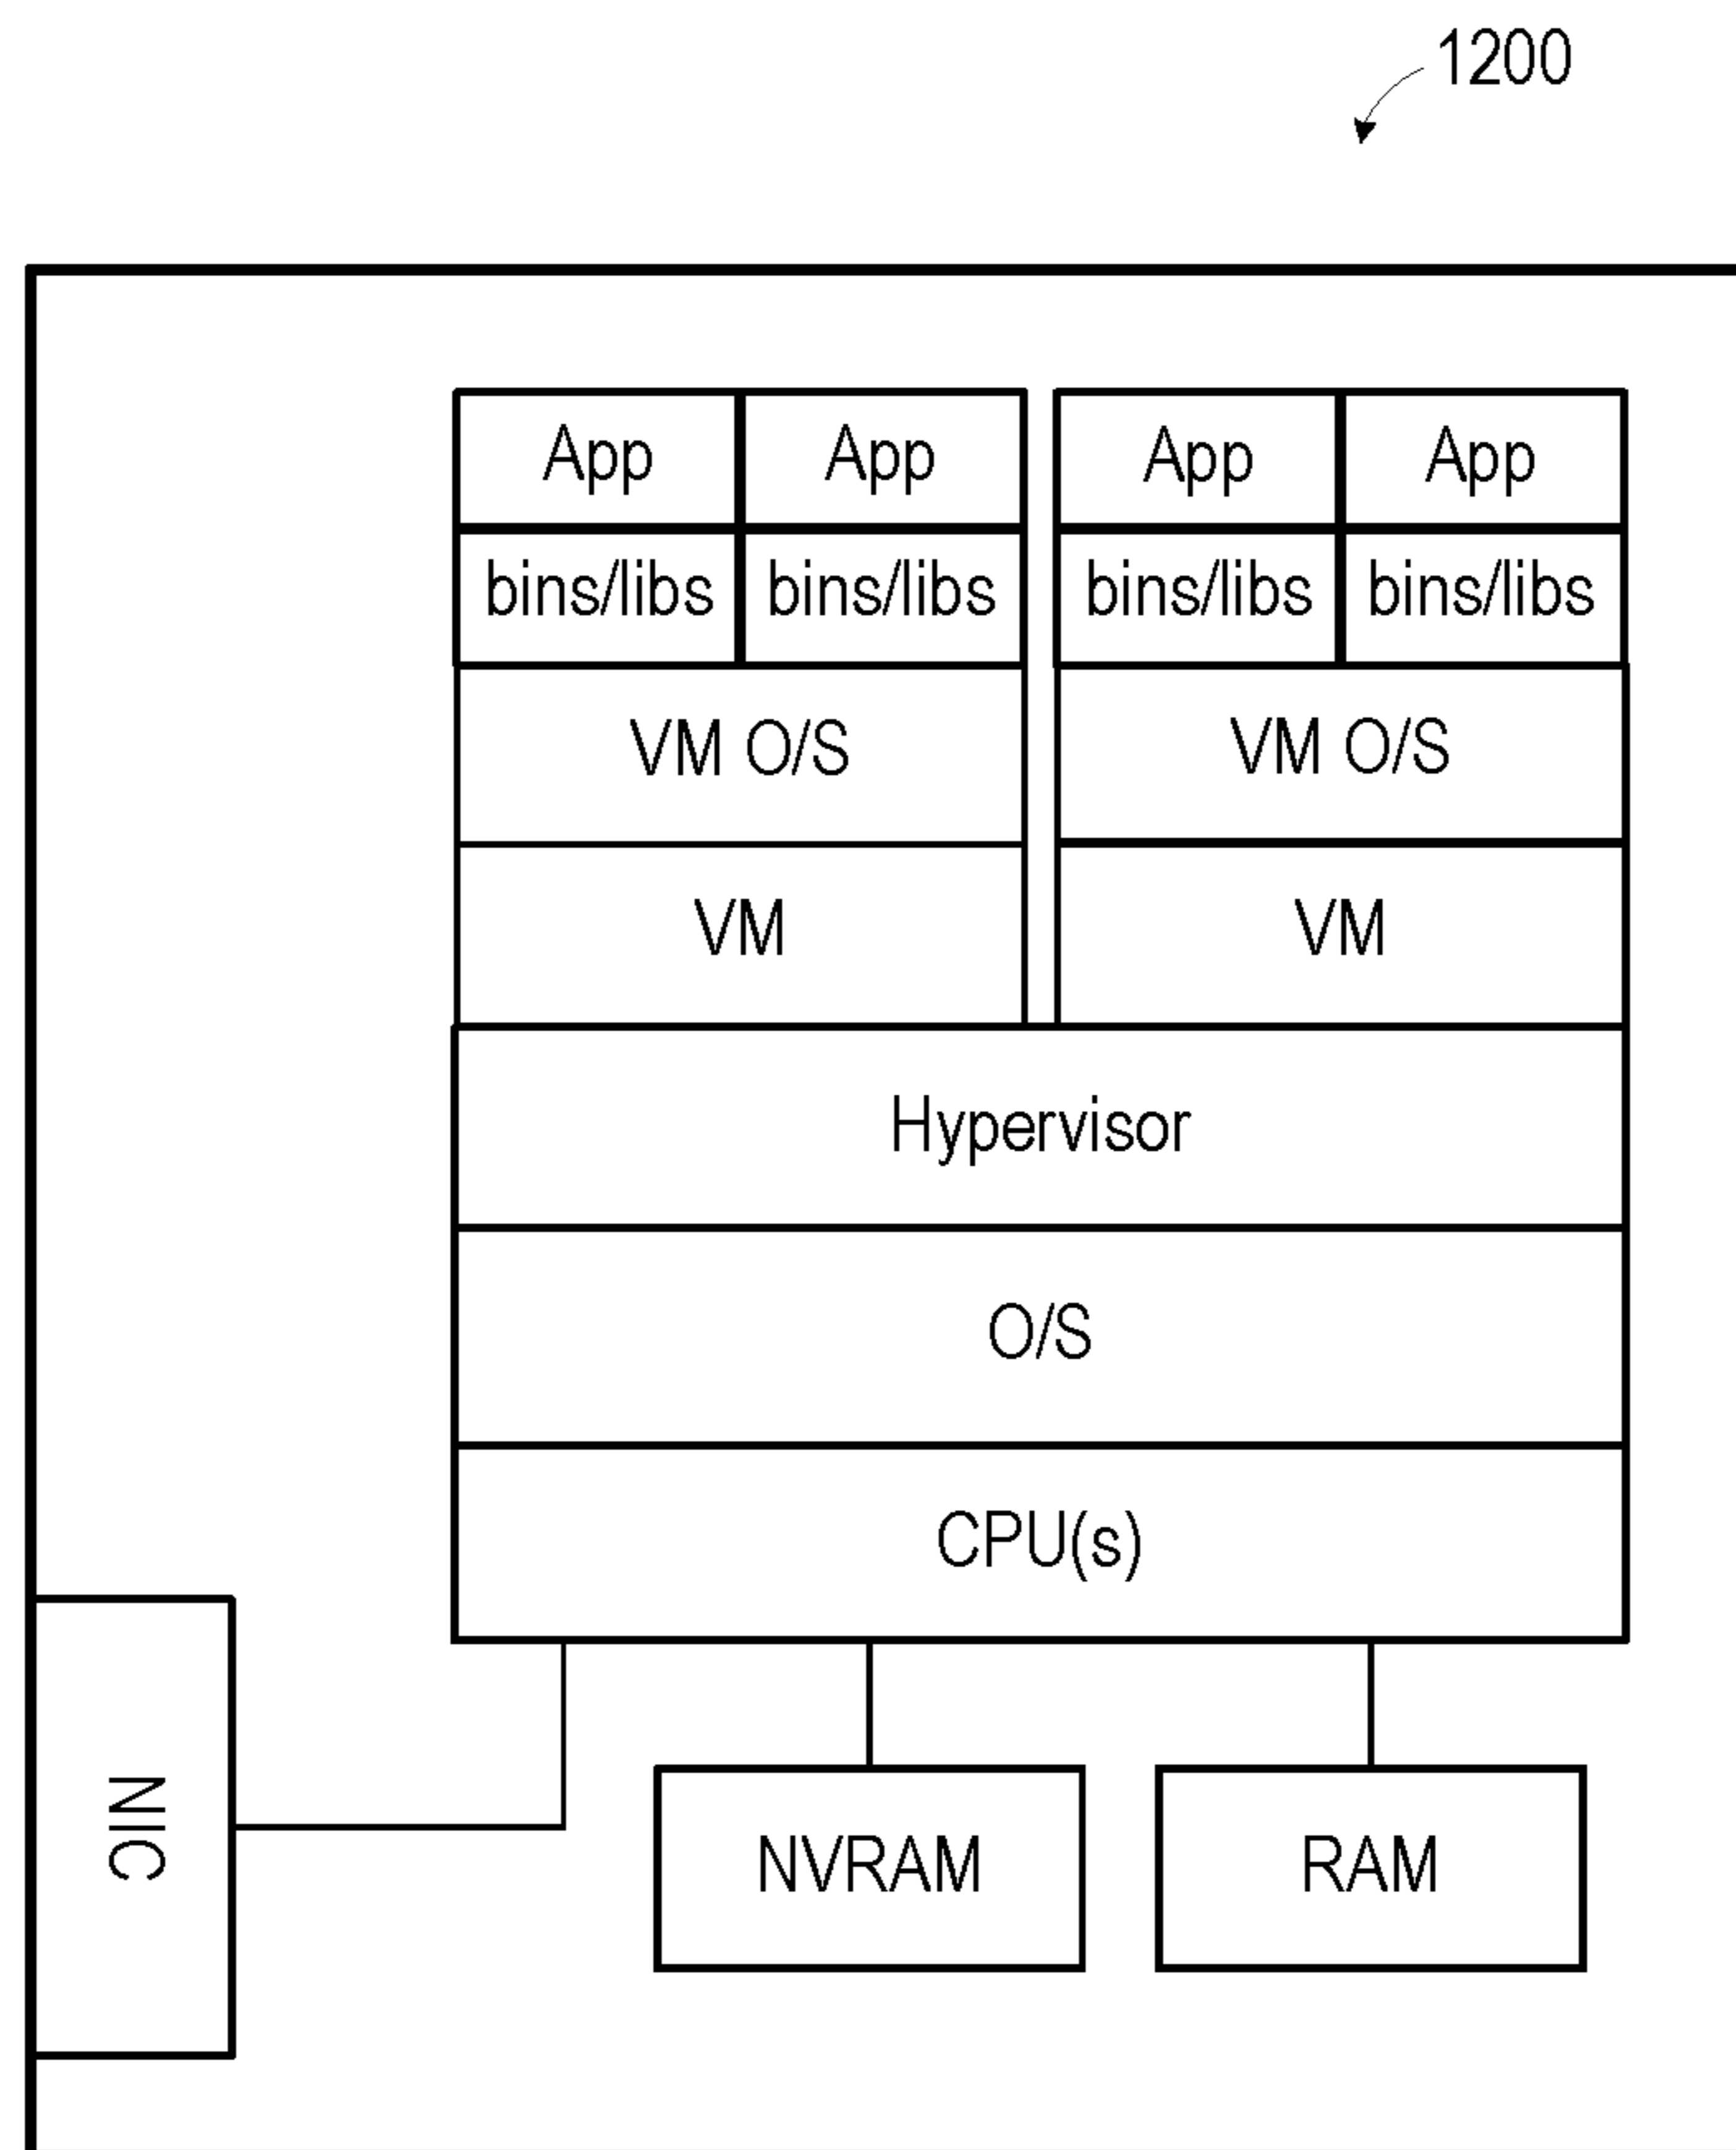 1200
App App App App
bins/libs bins/libs bins/libs bins/libs
VM O/S VM O/S
VM VM
Hypervisor
O/S
CPU(s)
NIC
NVRAM RAM